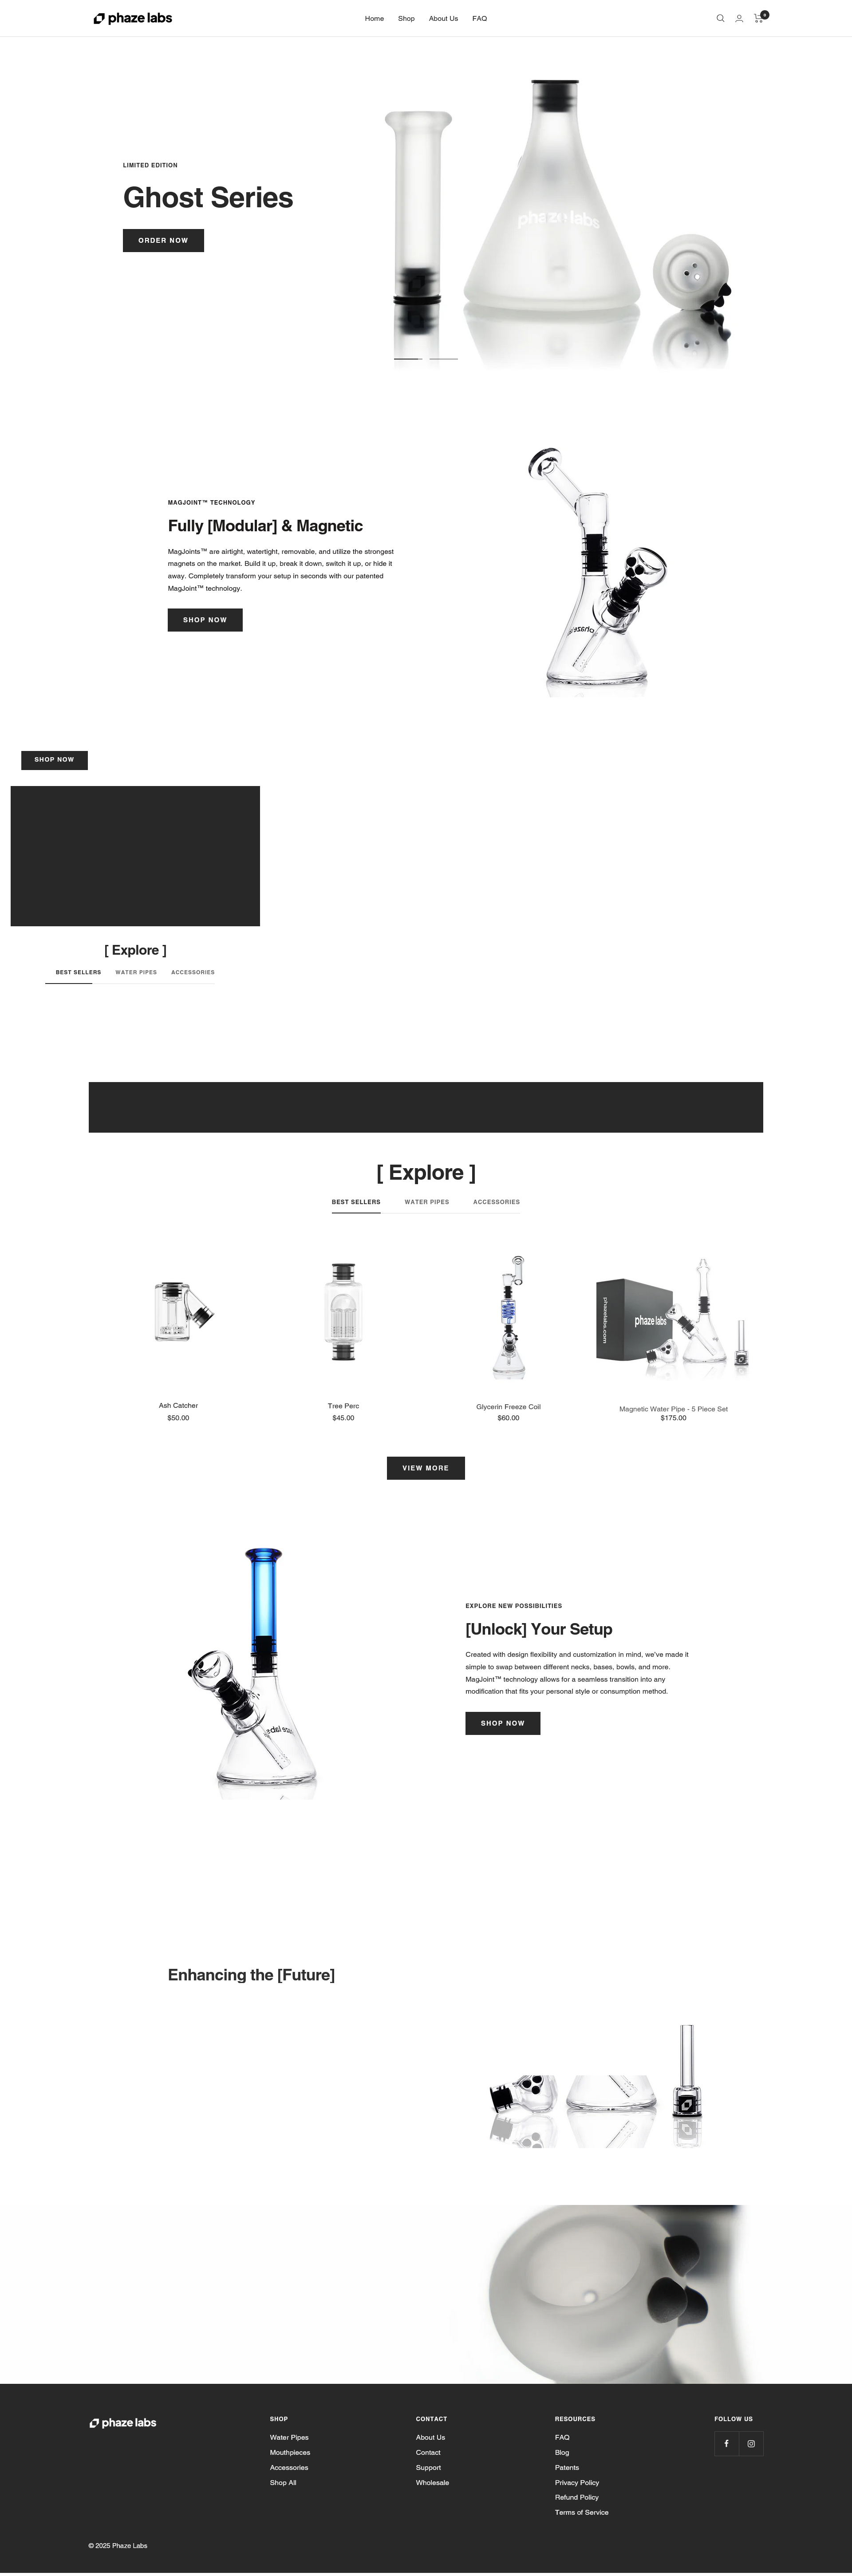 phaze labs
Home Shop About Us FAQ
0
LIMITED EDITION
Ghost Series
ORDER NOW
phaze labs
MAGJOINT™ TECHNOLOGY
Fully [Modular] & Magnetic
MagJoints™ are airtight, watertight, removable, and utilize the strongest
magnets on the market. Build it up, break it down, switch it up, or hide it
away. Completely transform your setup in seconds with our patented
MagJoint™ technology.
SHOP NOW
SHOP NOW
[ Explore ]
BEST SELLERS WATER PIPES ACCESSORIES
[ Explore ]
BEST SELLERS WATER PIPES ACCESSORIES
phazelabs.com
phaze labs
Ash Catcher
$50.00
Tree Perc
$45.00
Glycerin Freeze Coil
$60.00
Magnetic Water Pipe - 5 Piece Set
$175.00
VIEW MORE
EXPLORE NEW POSSIBILITIES
[Unlock] Your Setup
Created with design flexibility and customization in mind, we've made it
simple to swap between different necks, bases, bowls, and more.
MagJoint™ technology allows for a seamless transition into any
modification that fits your personal style or consumption method.
SHOP NOW
Enhancing the [Future]
phaze labs
SHOP
Water Pipes
Mouthpieces
Accessories
Shop All
CONTACT
About Us
Contact
Support
Wholesale
RESOURCES
FAQ
Blog
Patents
Privacy Policy
Refund Policy
Terms of Service
FOLLOW US
© 2025 Phaze Labs